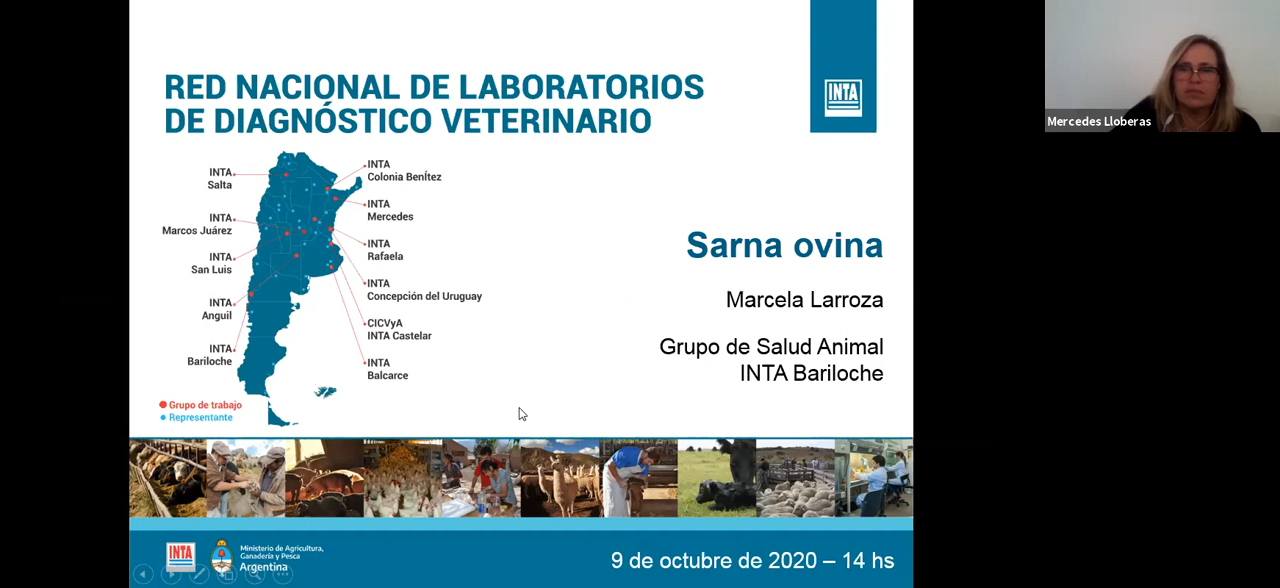 RED NACIONAL DE LABORATORIOS
DE DIAGNÓSTICO VETERINARIO
INTA
INTA
Salta
INTA
Marcos Juárez
INTA
San Luis
INTA
Anguil
INTA
Bariloche
INTA
Colonia Benítez
INTA
Mercedes
INTA
Rafaela
INTA
Concepción del Uruguay
CICVyA
INTA Castelar
INTA
Balcarce
Grupo de trabajo
Representante
Sarna ovina
Marcela Larroza
Grupo de Salud Animal
INTA Bariloche
INTA
Ministerio de Agricultura,
Ganadería y Pesca
Argentina
9 de octubre de 2020 – 14 hs
Mercedes Lloberas